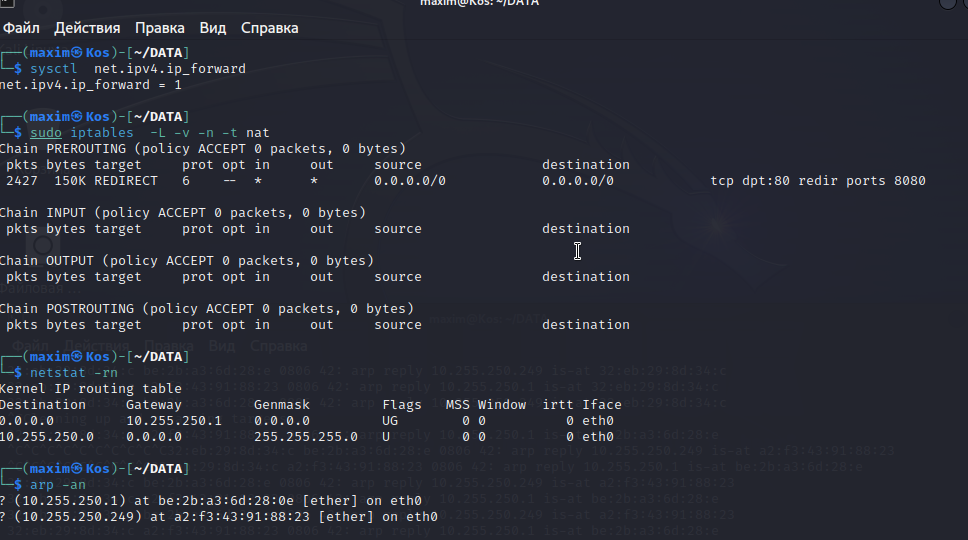 maxim@Kos: ~/DATA
Файл Действия Правка Вид Справка
┌──(maxim㉿Kos)-[~/DATA]
└─$ sysctl  net.ipv4.ip_forward
net.ipv4.ip_forward = 1
┌──(maxim㉿Kos)-[~/DATA]
└─$ sudo iptables  -L -v -n -t nat
Chain PREROUTING (policy ACCEPT 0 packets, 0 bytes)
pkts bytes target     prot opt in     out     source               destination
2427  150K REDIRECT   6    --  *      *       0.0.0.0/0            0.0.0.0/0            tcp dpt:80 redir ports 8080
Chain INPUT (policy ACCEPT 0 packets, 0 bytes)
pkts bytes target     prot opt in     out     source               destination
Chain OUTPUT (policy ACCEPT 0 packets, 0 bytes)
pkts bytes target     prot opt in     out     source               destination
Chain POSTROUTING (policy ACCEPT 0 packets, 0 bytes)
pkts bytes target     prot opt in     out     source               destination
┌──(maxim㉿Kos)-[~/DATA]
└─$ netstat -rn
Kernel IP routing table
Destination     Gateway         Genmask         Flags   MSS Window  irtt Iface
0.0.0.0         10.255.250.1    0.0.0.0         UG        0 0          0 eth0
10.255.250.0    0.0.0.0         255.255.255.0   U         0 0          0 eth0
┌──(maxim㉿Kos)-[~/DATA]
└─$ arp -an
? (10.255.250.1) at be:2b:a3:6d:28:0e [ether] on eth0
? (10.255.250.249) at a2:f3:43:91:88:23 [ether] on eth0